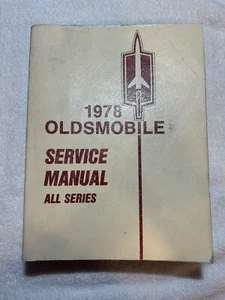 1978
OLDSMOBILE
SERVICE
MANUAL
ALL SERIES